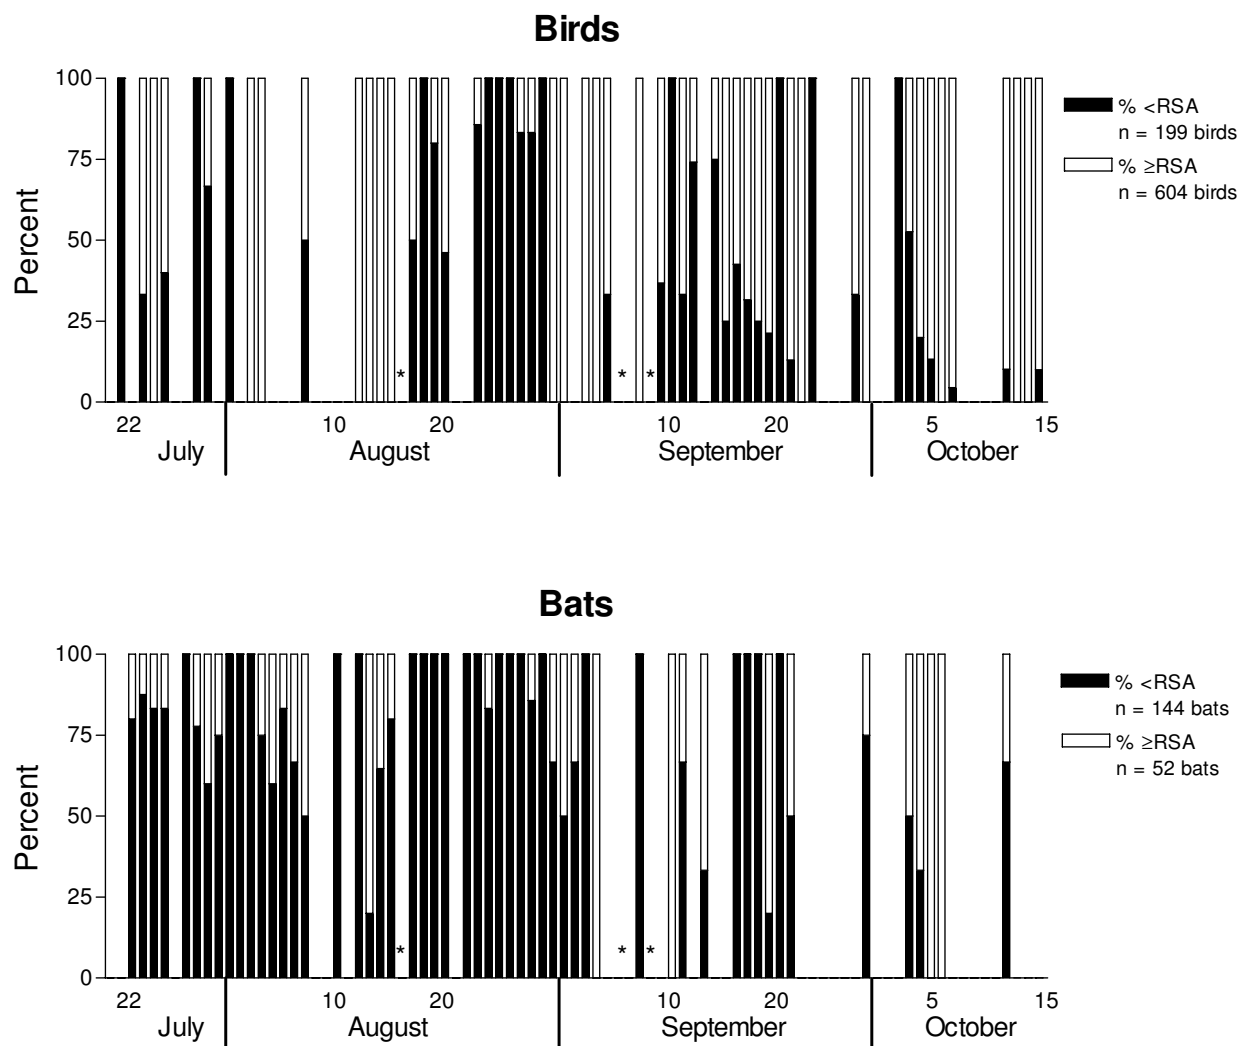 Birds
100
75
50
25
0
Percent
% <RSA
n = 199 birds
% ≥RSA
n = 604 birds
* * *
22 10 20 10 20 5 15
July August September October
Bats
100
75
50
25
0
Percent
% <RSA
n = 144 bats
% ≥RSA
n = 52 bats
* * *
22 10 20 10 20 5 15
July August September October